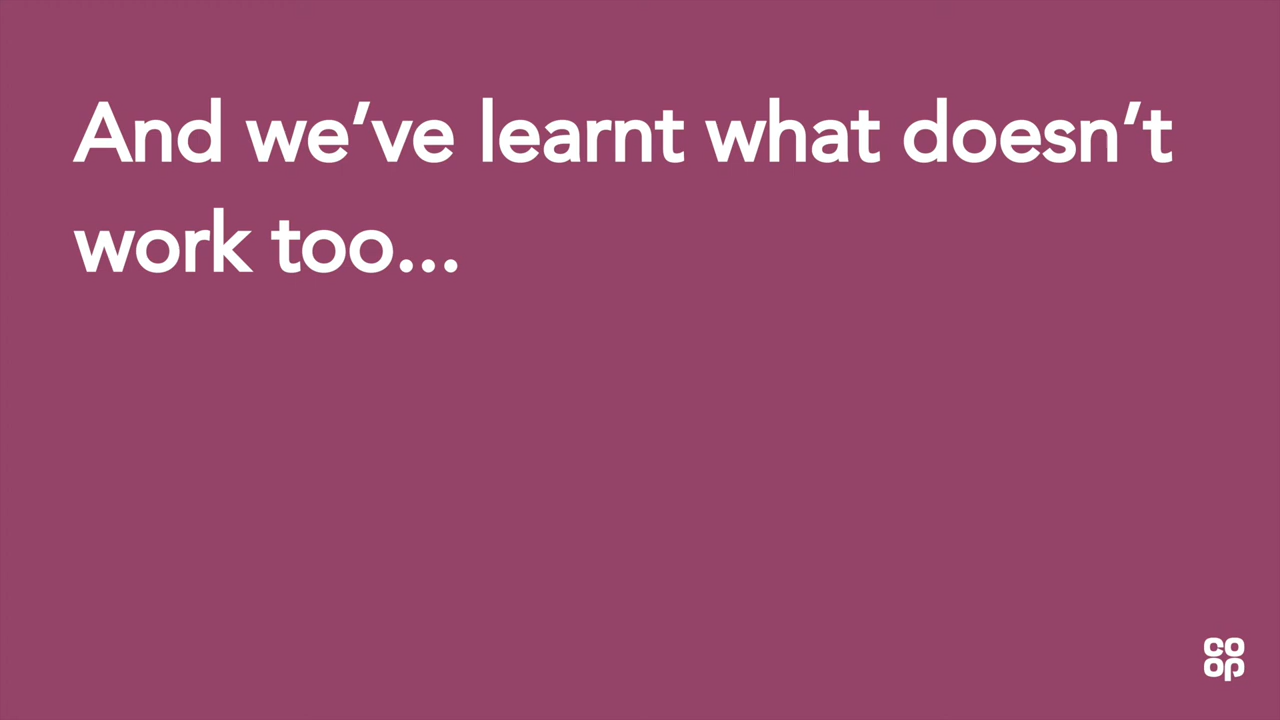 And we’ve learnt what doesn’t
work too...
co
op